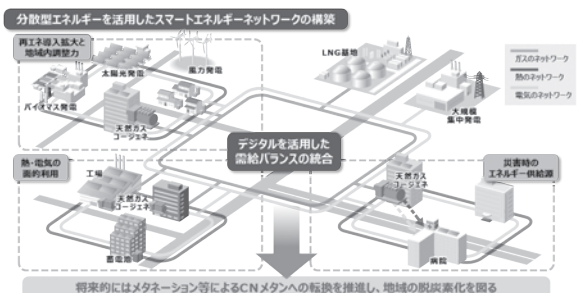 分散型エネルギーを活用したスマートエネルギーネットワークの構築
再エネ導入拡大と
地域内調整力
太陽光発電
風力発電
バイオマス発電
天然ガス
コージェネ
LNG基地
大規模
集中発電
ガスのネットワーク
熱のネットワーク
電気のネットワーク
デジタルを活用した
需給バランスの統合
熱・電気の
面的利用
工場
天然ガス
コージェネ
蓄電池
天然ガス
コージェネ
災害時の
エネルギー供給源
病院
将来的にはメタネーション等によるCNメタンへの転換を推進し、地域の脱炭素化を図る